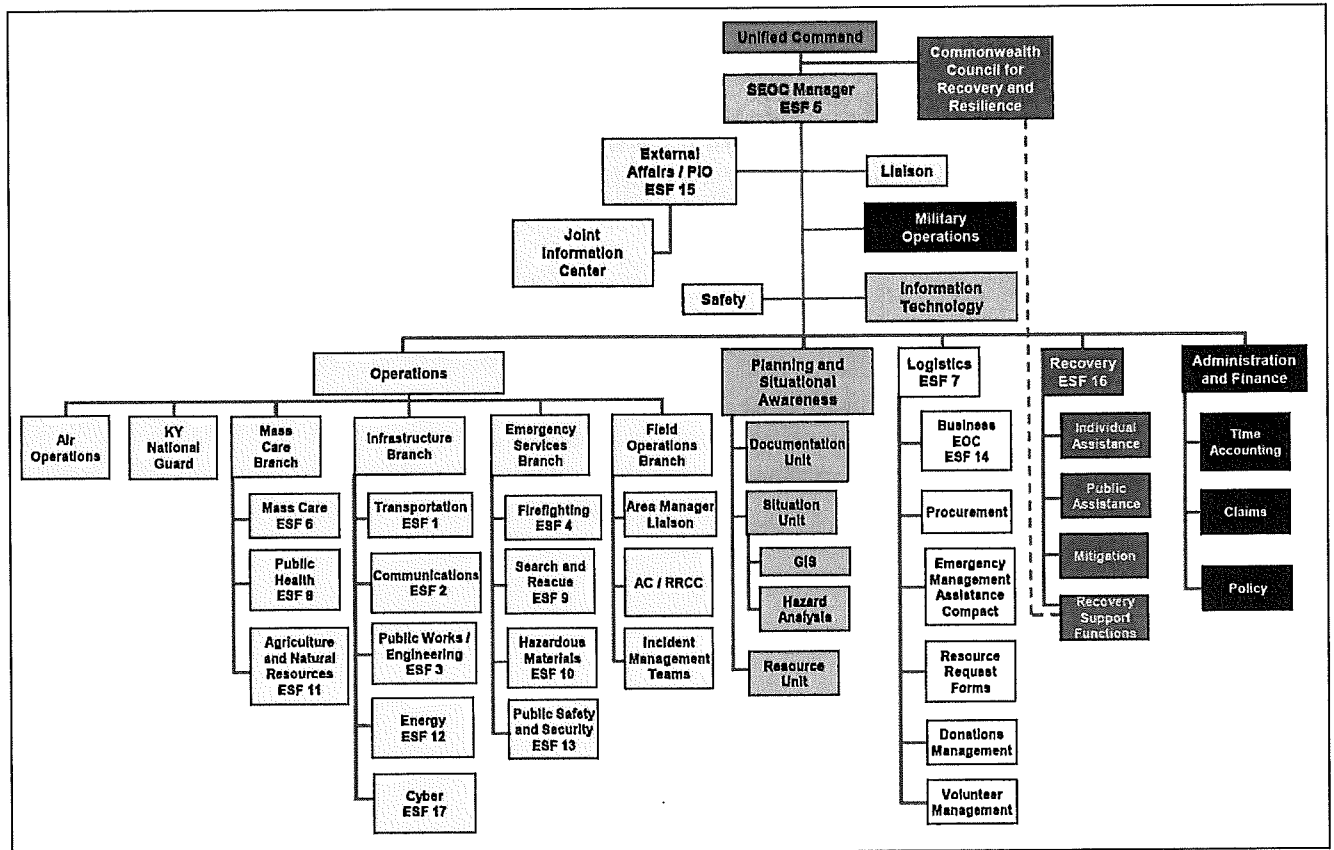 Unified Command
Commonwealth
Council for
Recovery and
Resilience
SEOC Manager
ESF 5
External
Affairs / PIO
ESF 15
Liaison
Joint
Information
Center
Military
Operations
Safety
Information
Technology
Operations
Planning and
Situational
Awareness
Logistics
ESF 7
Recovery
ESF 16
Administration
and Finance
Air
Operations
KY
National
Guard
Mass
Care
Branch
Infrastructure
Branch
Emergency
Services
Branch
Field
Operations
Branch
Mass Care
ESF 6
Public
Health
ESF 8
Agriculture
and Natural
Resources
ESF 11
Transportation
ESF 1
Communications
ESF 2
Public Works /
Engineering
ESF 3
Energy
ESF 12
Cyber
ESF 17
Firefighting
ESF 4
Search and
Rescue
ESF 9
Hazardous
Materials
ESF 10
Public Safety
and Security
ESF 13
Area Manager
Liaison
AC / RRCC
Incident
Management
Teams
Documentation
Unit
Situation
Unit
GIS
Hazard
Analysis
Resource
Unit
Business
EOC
ESF 14
Procurement
Emergency
Management
Assistance
Compact
Resource
Request
Forms
Donations
Management
Volunteer
Management
Individual
Assistance
Public
Assistance
Mitigation
Recovery
Support
Functions
Time
Accounting
Claims
Policy